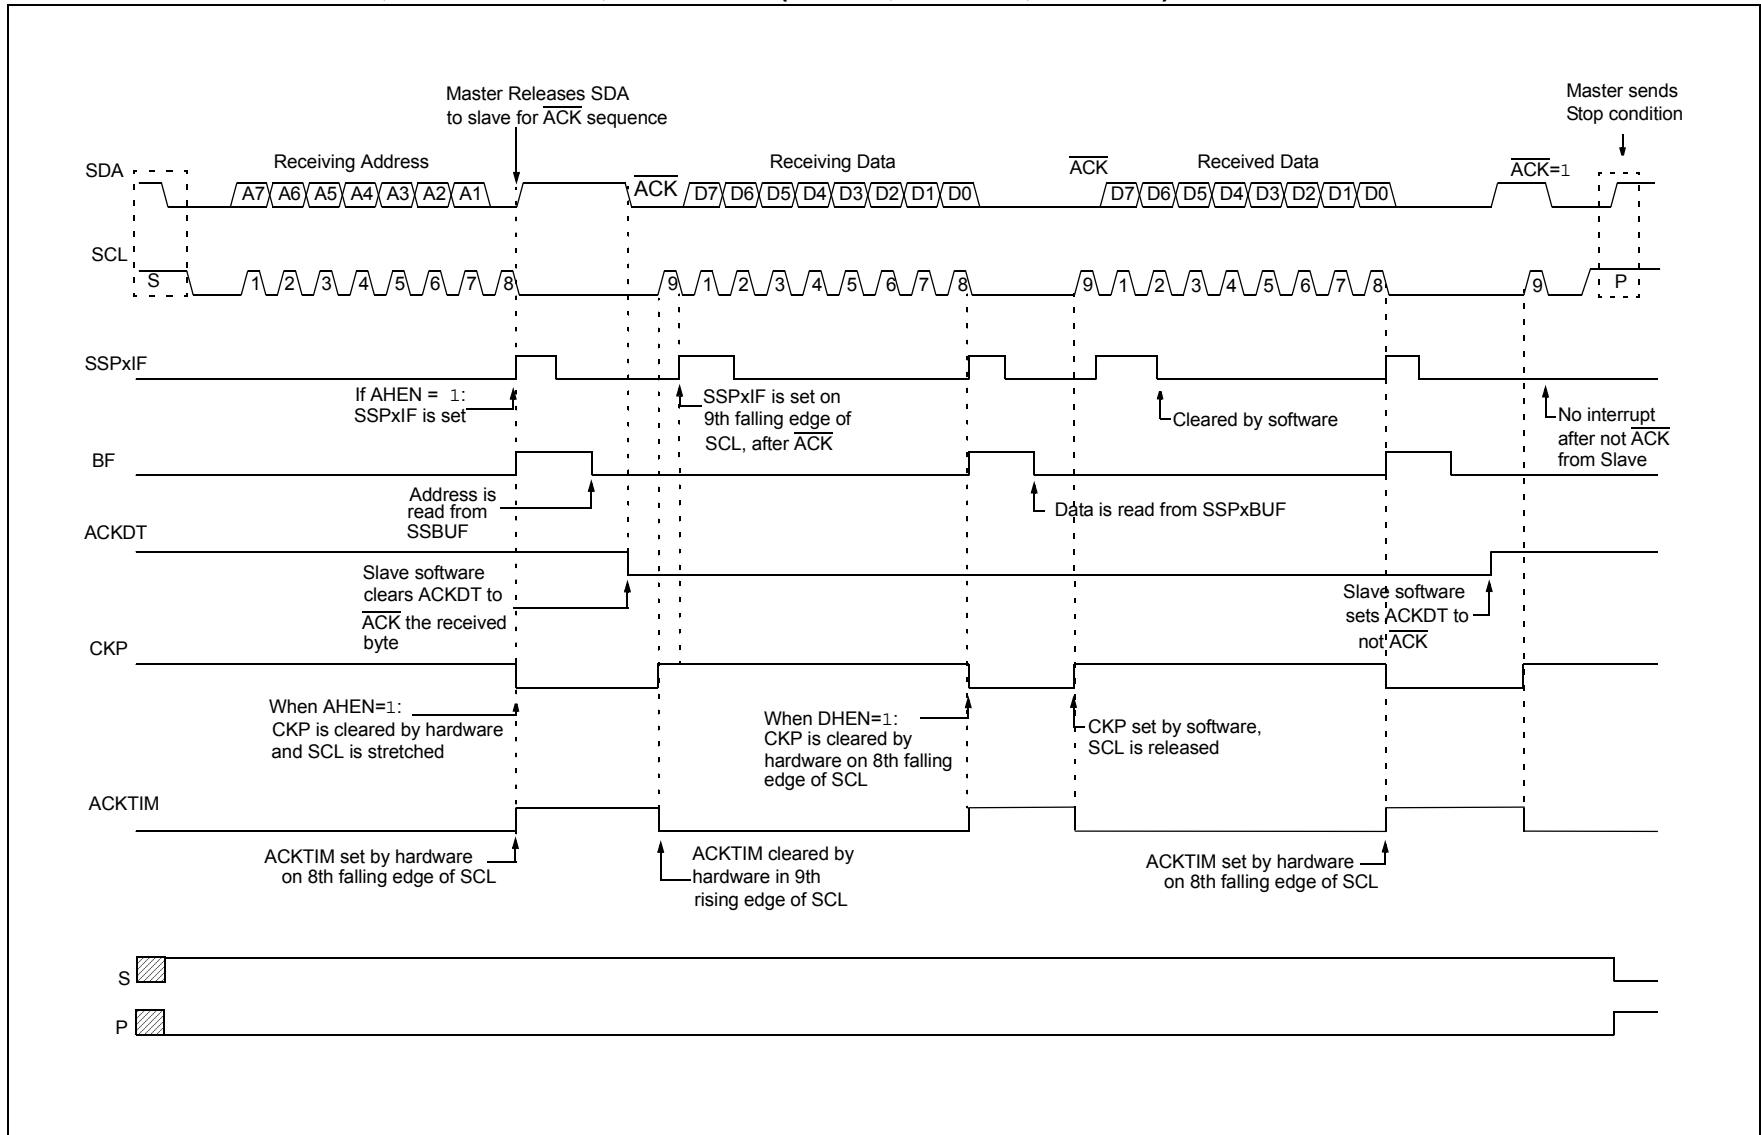 Master Releases SDA
to slave for ACK sequence
Master sends
Stop condition
SDA
Receiving Address
ACK
Receiving Data
ACK
Received Data
ACK=1
A7 A6 A5 A4 A3 A2 A1
D7 D6 D5 D4 D3 D2 D1 D0
D7 D6 D5 D4 D3 D2 D1 D0
SCL
S
1 2 3 4 5 6 7 8
9 1 2 3 4 5 6 7 8
9 1 2 3 4 5 6 7 8
9
P
SSPxIF
If AHEN = 1:
SSPxIF is set
SSPxIF is set on
9th falling edge of
SCL, after ACK
Cleared by software
No interrupt
after not ACK
from Slave
BF
Address is
read from
SSBUF
Data is read from SSPxBUF
ACKDT
Slave software
clears ACKDT to
ACK the received
byte
Slave software
sets ACKDT to
not ACK
CKP
When AHEN=1:
CKP is cleared by hardware
and SCL is stretched
When DHEN=1:
CKP is cleared by
hardware on 8th falling
edge of SCL
CKP set by software,
SCL is released
ACKTIM
ACKTIM set by hardware
on 8th falling edge of SCL
ACKTIM cleared by
hardware in 9th
rising edge of SCL
ACKTIM set by hardware
on 8th falling edge of SCL
S
P